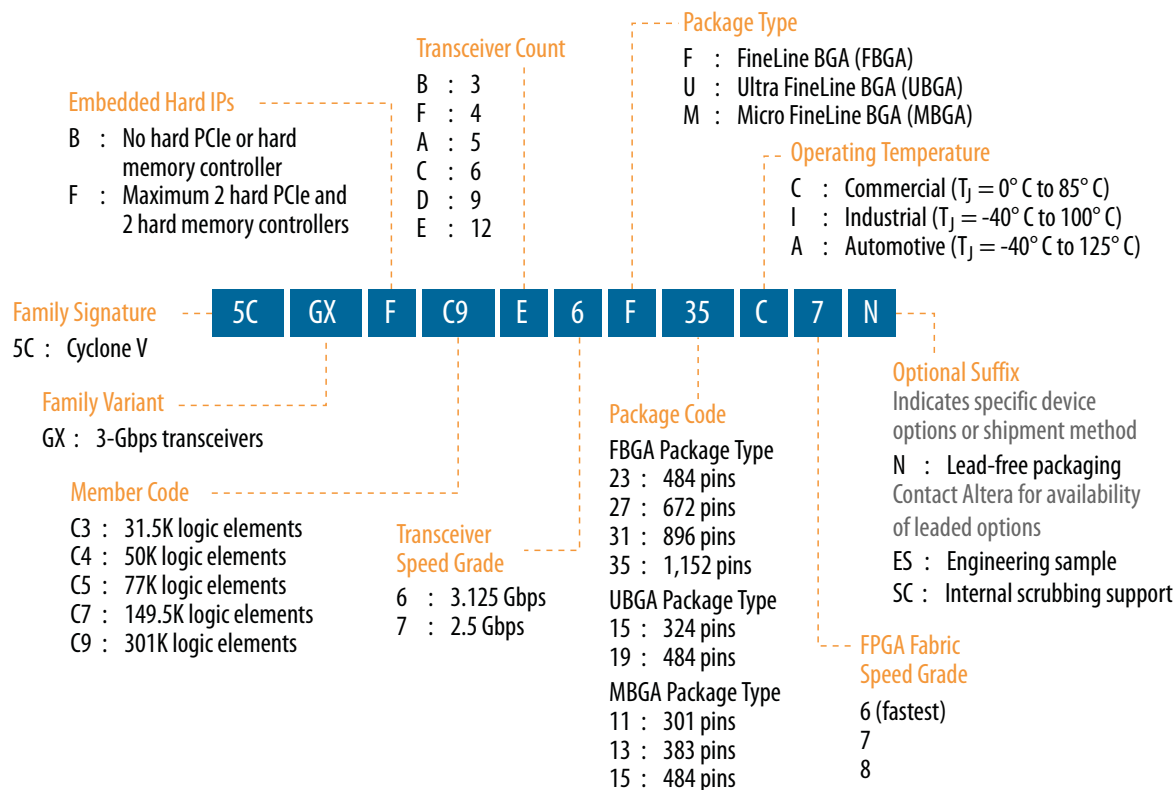 Package Type
F : FineLine BGA (FBGA)
U : Ultra FineLine BGA (UBGA)
M : Micro FineLine BGA (MBGA)
Transceiver Count
B : 3
F : 4
A : 5
C : 6
D : 9
E : 12
Embedded Hard IPs
B : No hard PCIe or hard
memory controller
F : Maximum 2 hard PCIe and
2 hard memory controllers
Operating Temperature
C : Commercial (TJ = 0° C to 85° C)
I : Industrial (TJ = -40° C to 100° C)
A : Automotive (TJ = -40° C to 125° C)
Family Signature
5C : Cyclone V
5C GX F C9 E 6 F 35 C 7 N
Family Variant
GX : 3-Gbps transceivers
Member Code
C3 : 31.5K logic elements
C4 : 50K logic elements
C5 : 77K logic elements
C7 : 149.5K logic elements
C9 : 301K logic elements
Transceiver
Speed Grade
6 : 3.125 Gbps
7 : 2.5 Gbps
Package Code
FBGA Package Type
23 : 484 pins
27 : 672 pins
31 : 896 pins
35 : 1,152 pins
UBGA Package Type
15 : 324 pins
19 : 484 pins
MBGA Package Type
11 : 301 pins
13 : 383 pins
15 : 484 pins
Optional Suffix
Indicates specific device
options or shipment method
N : Lead-free packaging
Contact Altera for availability
of leaded options
ES : Engineering sample
SC : Internal scrubbing support
FPGA Fabric
Speed Grade
6 (fastest)
7
8